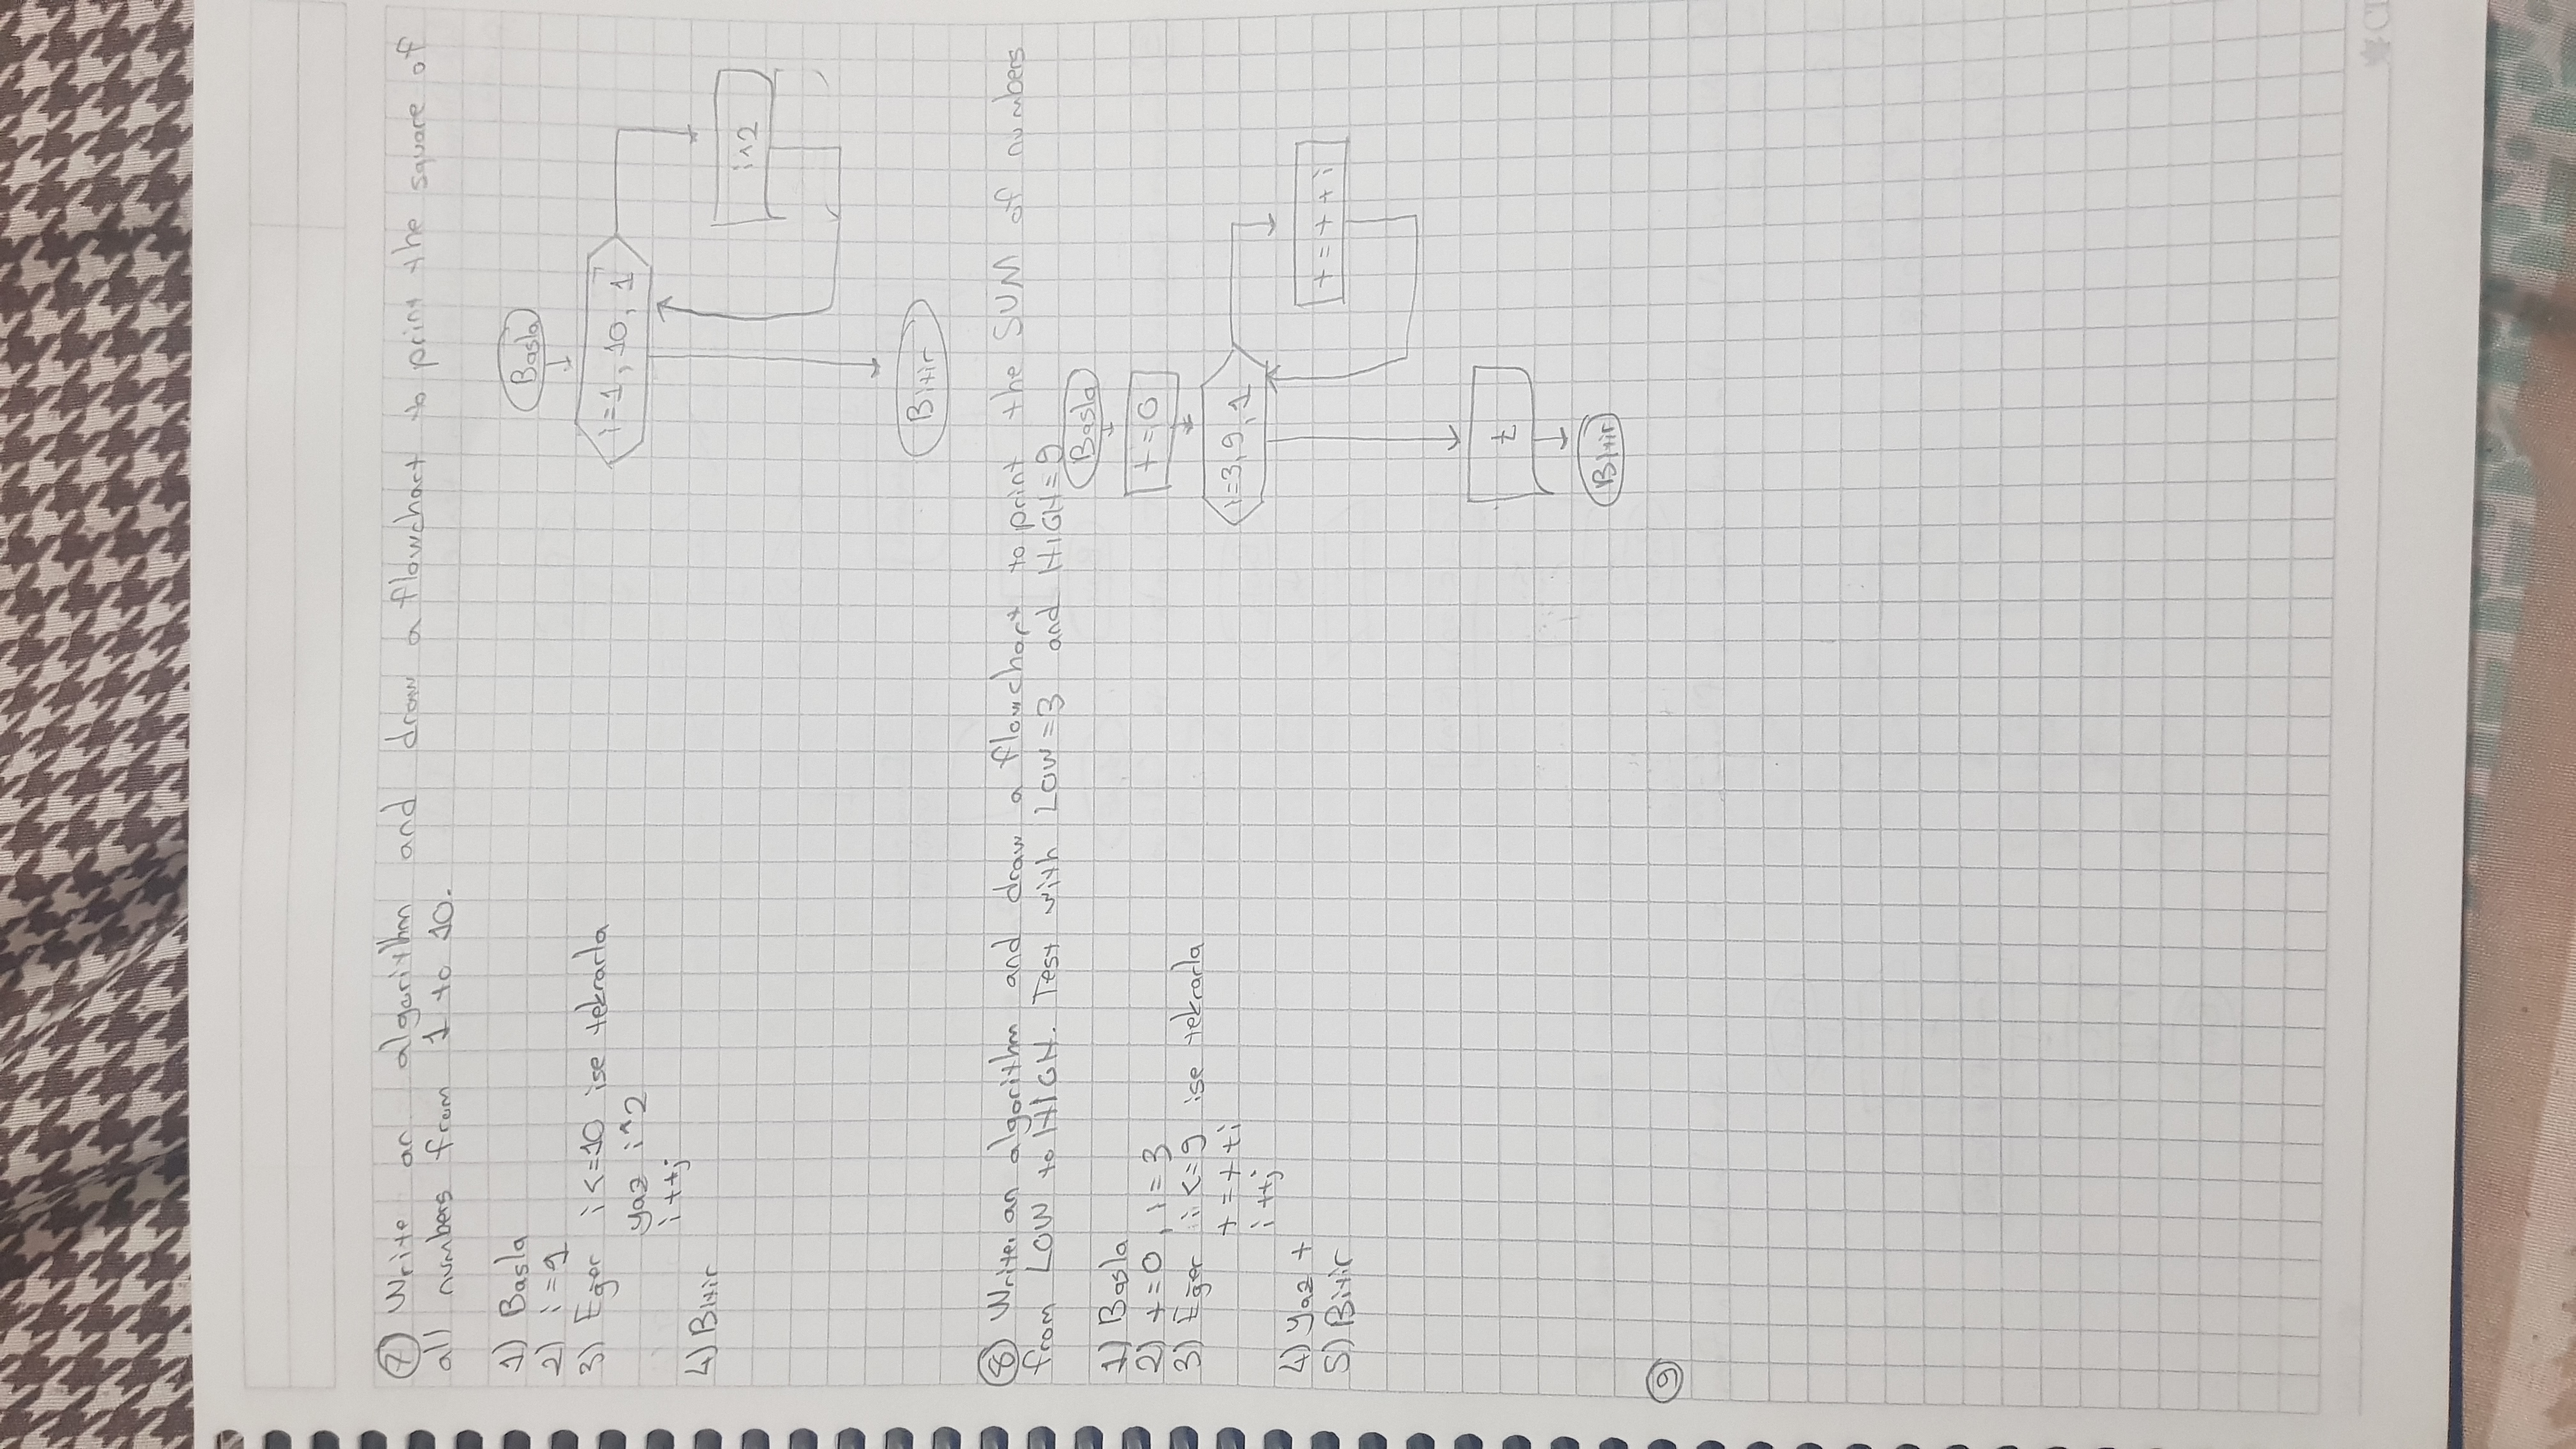 7 Write an algorithm and draw a flowchart to print the square of
all numbers from 1 to 10.
1) Basla
2) i=1
3) Eğer i<=10 ise tekrarla
yaz i^2
i++;
4) Bitir
Basla
i=1, 10, 1
i^2
Bitir
8 Write an algorithm and draw a flowchart to print the SUM of numbers
from LOW to HIGH. Test with LOW=3 and HIGH=9
1) Basla
2) t=0, i=3
3) Eğer i<=9 ise tekrarla
t=t+i
i++;
4) yaz t
5) Bitir
Basla
t=0
i=3,9,1
t=t+i
t
Bitir
9